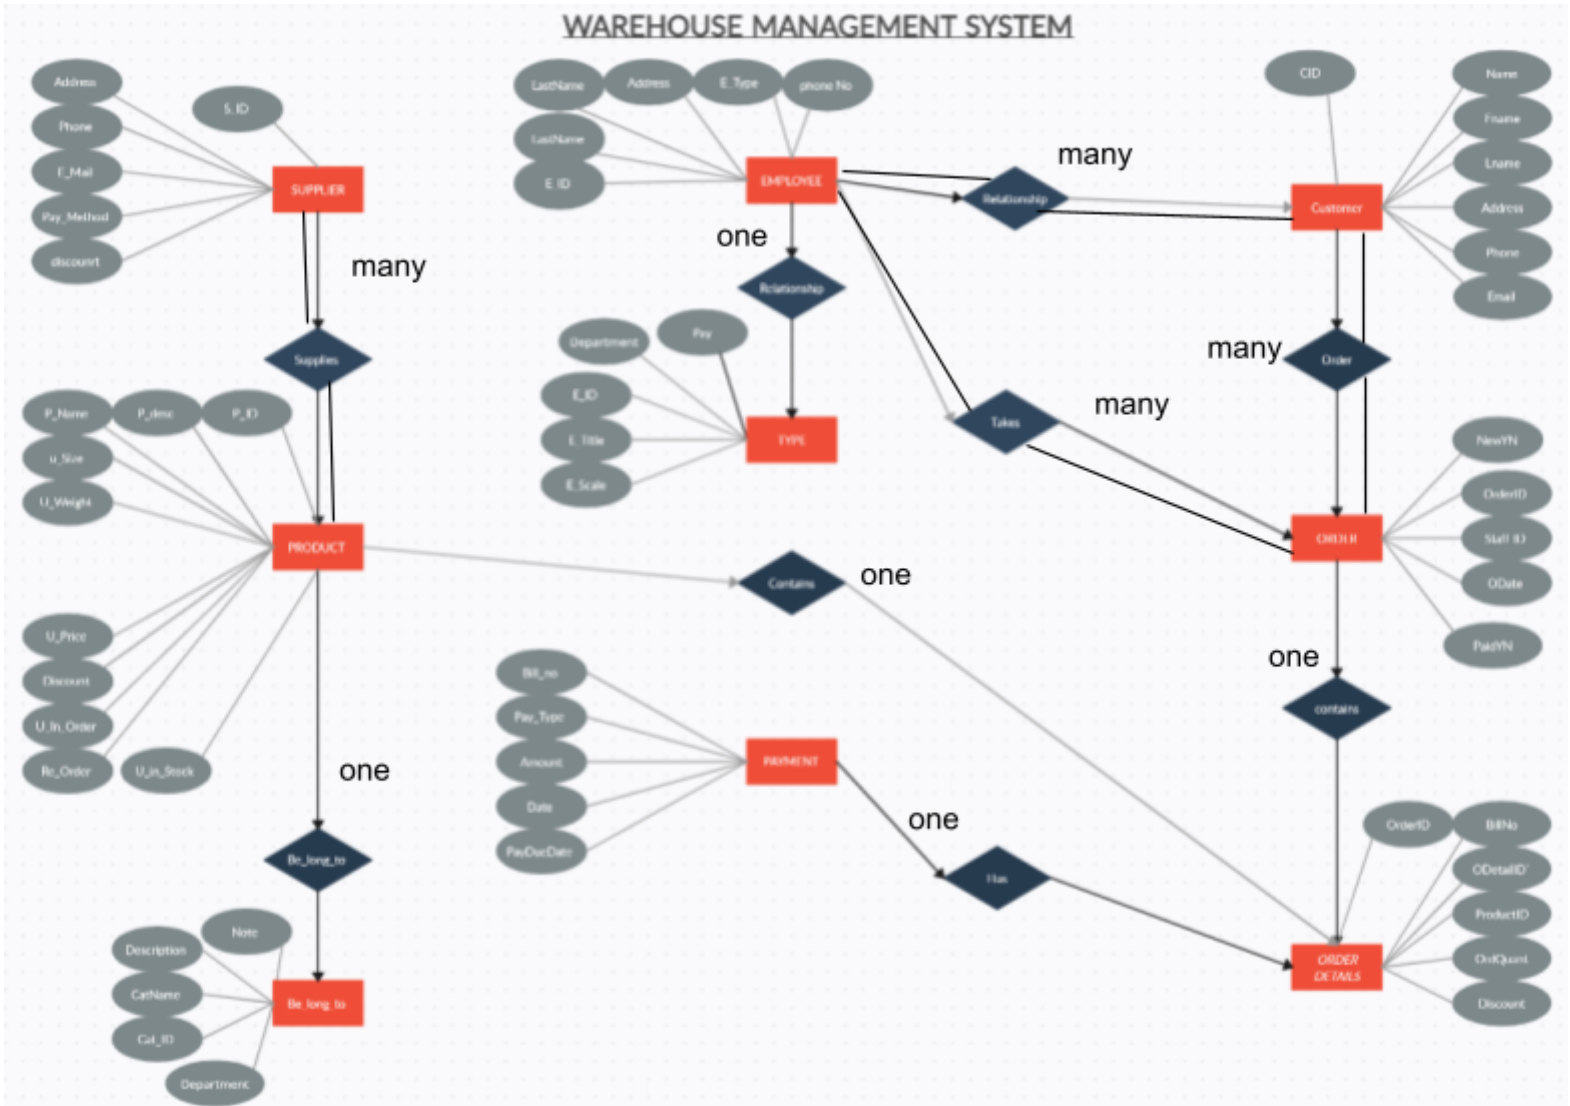 WAREHOUSE MANAGEMENT SYSTEM
Address
Phone
E_Mail
Pay_Method
discounrt
S_ID
SUPPLIER
many
Supplies
P_Name
P_desc
P_ID
u_Size
U_Weight
PRODUCT
U_Price
Discount
U_In_Order
Re_Order
U_in_Stock
one
Be_long_to
Note
Description
CatName
Cat_ID
Department
Be_long_to
LastName
Address
E_Type
phone No
LastName
E_ID
EMPLOYEE
one
Relationship
Department
Pay
E_ID
E_Title
E_Scale
TYPE
Relationship
many
Takes
many
Contains
one
Bill_no
Pay_Type
Amount
Date
PayDueDate
PAYMENT
one
Has
CID
Name
Fname
Lname
Address
Phone
Email
Customer
many
Order
NewYN
OrderID
Staff ID
ODate
PaidYN
ORDER
one
contains
OrderID
BillNo
ODetailID`
ProductID
OrdQuant
Discount
ORDER
DETAILS